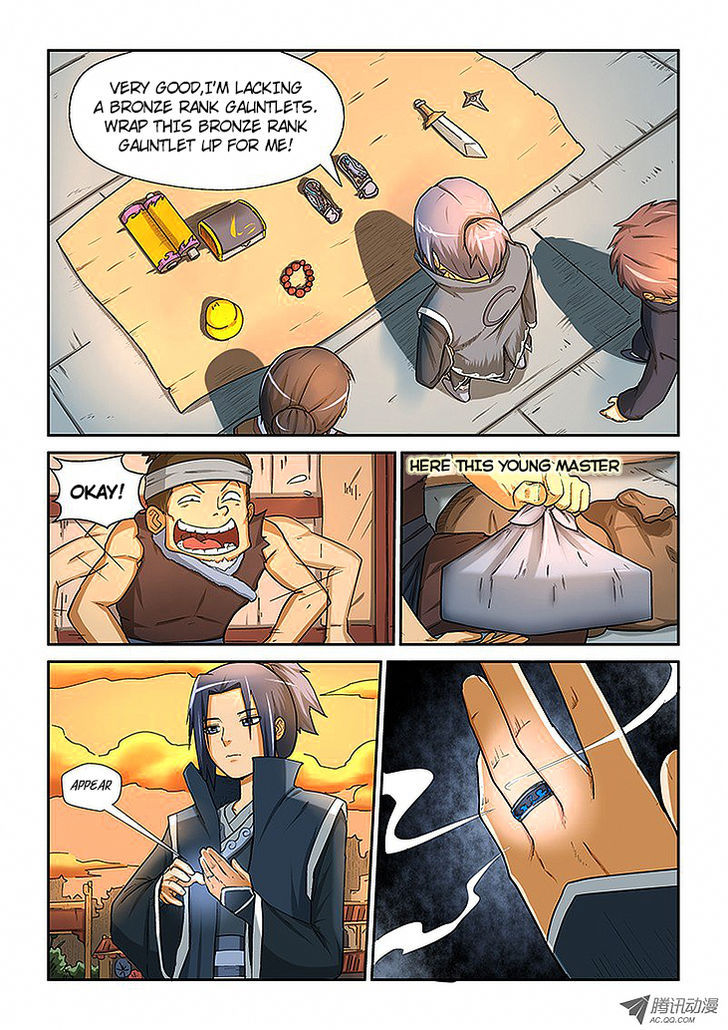 VERY GOOD,I'M LACKING
A BRONZE RANK GAUNTLETS.
WRAP THIS BRONZE RANK
GAUNTLET UP FOR ME!
OKAY!
HERE THIS YOUNG MASTER
APPEAR
腾讯动漫
AC.QQ.COM